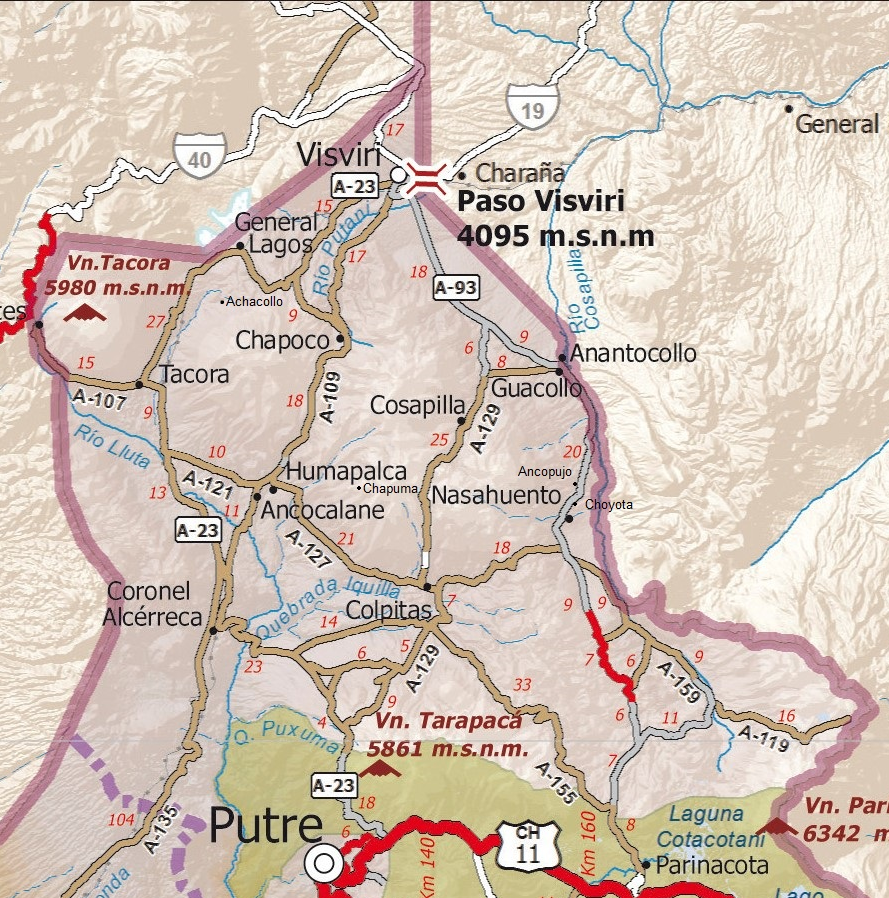 17
19
General
40
Visviri
Charaña
A-23
Paso Visviri
4095 m.s.n.m
15
General
Lagos
Río Putani
17
Vn.Tacora
5980 m.s.n.m.
18
A-93
Río
Cosapilla
Achacollo
tes
27
9
Chapoco
6
9
8
Anantocollo
15
Tacora
Guacollo
A-107
9
18
A-109
Cosapilla
A-129
25
Río Lluta
10
20
Humapalca
Ancopujo
A-121
Chapuma
Nasahuento
13
Choyota
11
Ancocalane
A-23
A-127
21
18
Coronel
Alcérreca
Quebrada Iquilla
Colpitas
7
9
9
14
5
23
6
A-129
7
6
9
A-159
33
9
4
6
11
16
A-119
Vn. Tarapacá
5861 m.s.n.m.
Q. Puxuma
7
A-23
A-155
18
Vn. Pari
6342 m
Laguna
Cotacotani
104
A-135
Putre
6
Km 140
CH
11
Km 160
8
Parinacota
onda
Lago